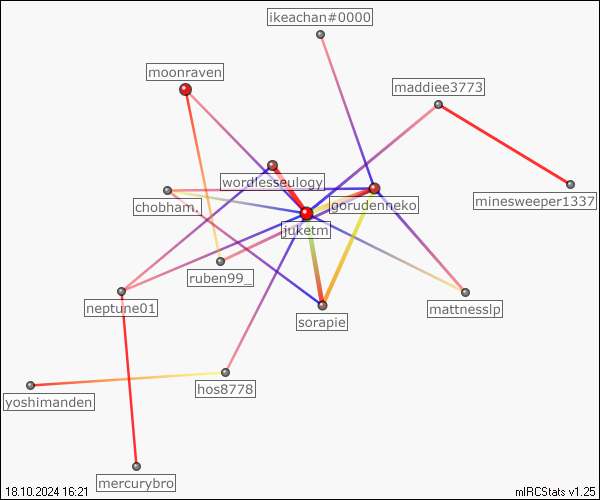 ikeachan#0000
moonraven
maddiee3773
wordlesseulogy
minesweeper1337
chobham.
gorudenneko
juketm
ruben99_
neptune01
sorapie
mattnesslp
hos8778
yoshimanden
mercurybro
18.10.2024 16:21
mIRCStats v1.25